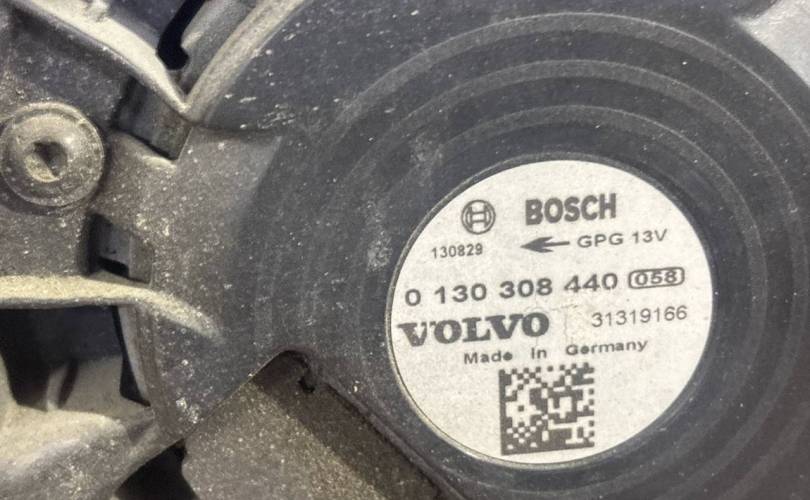 BOSCH
130829 GPG 13V
0 130 308 440 058
VOLVO 31319166
Made In Germany